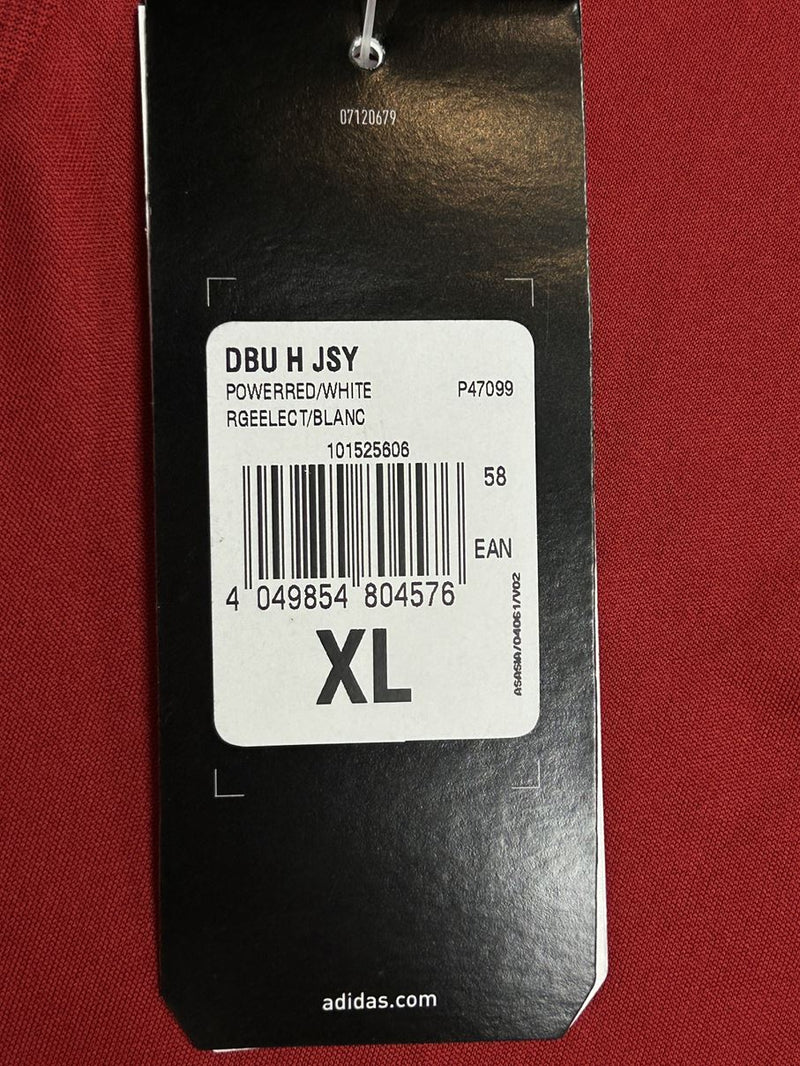 07120679
DBU H JSY
POWERRED/WHITE P47099
RGEELECT/BLANC
101525606
58
EAN
4 049854 804576
XL
ASASIA/04061/V02
adidas.com